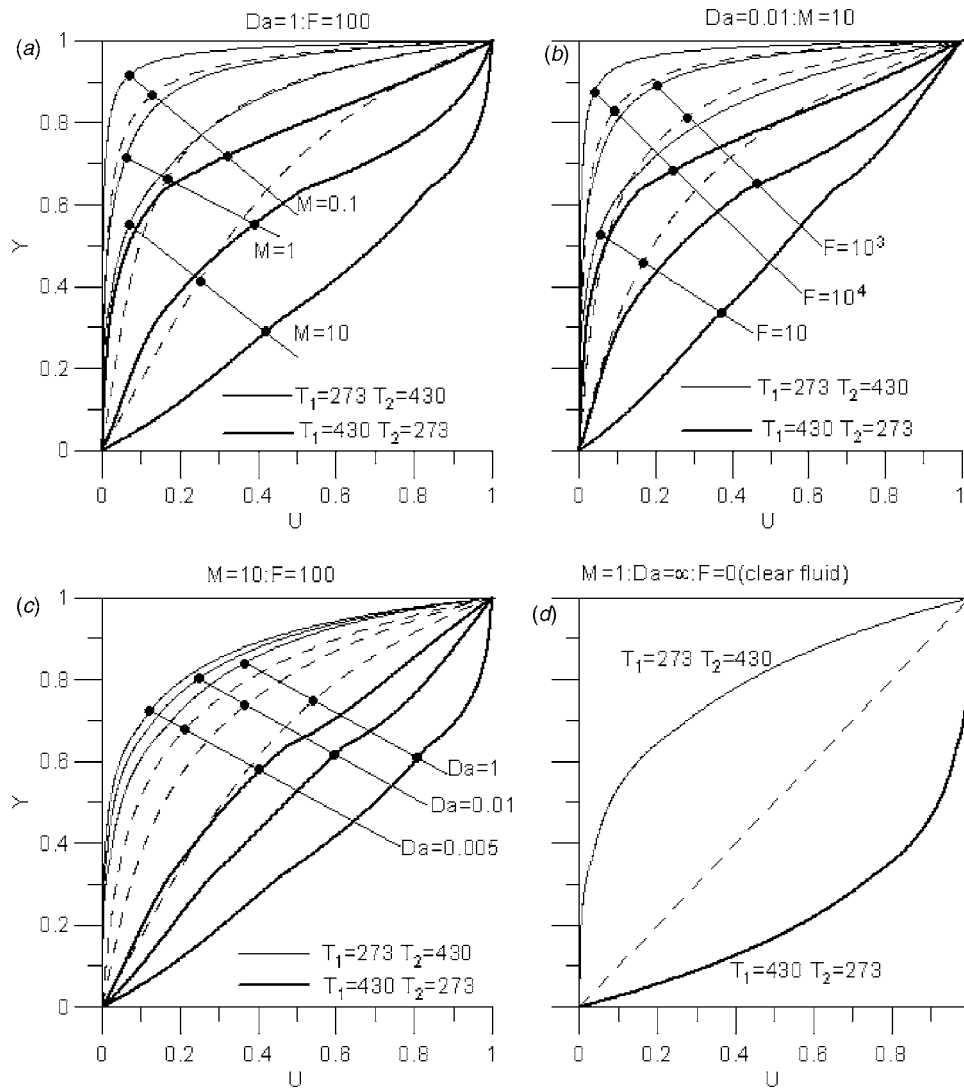 Da=1:F=100
(a)
1
0.8
0.6
Y
0.4
0.2
0
M=0.1
M=1
M=10
T₁=273 T₂=430
T₁=430 T₂=273
0 0.2 0.4 0.6 0.8 1
U
Da=0.01:M=10
(b)
1
0.8
0.6
0.4
0.2
0
F=10³
F=10⁴
F=10
T₁=273 T₂=430
T₁=430 T₂=273
0 0.2 0.4 0.6 0.8 1
U
M=10:F=100
(c)
1
0.8
0.6
Y
0.4
0.2
0
Da=1
Da=0.01
Da=0.005
T₁=273 T₂=430
T₁=430 T₂=273
0 0.2 0.4 0.6 0.8 1
U
M=1:Da=∞:F=0(clear fluid)
(d)
T₁=273 T₂=430
T₁=430 T₂=273
0 0.2 0.4 0.6 0.8
U